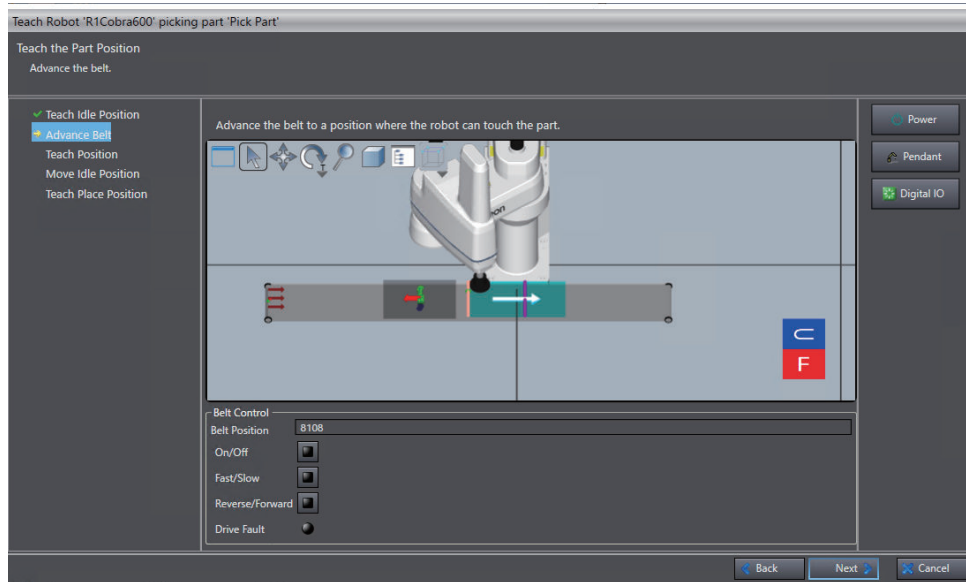 Teach Robot 'R1Cobra600' picking part 'Pick Part'
Teach the Part Position
Advance the belt.
Teach Idle Position
Advance Belt
Teach Position
Move Idle Position
Teach Place Position
Advance the belt to a position where the robot can touch the part.
F
Belt Control
Belt Position 8108
On/Off
Fast/Slow
Reverse/Forward
Drive Fault
Power
Pendant
Digital IO
Back Next Cancel